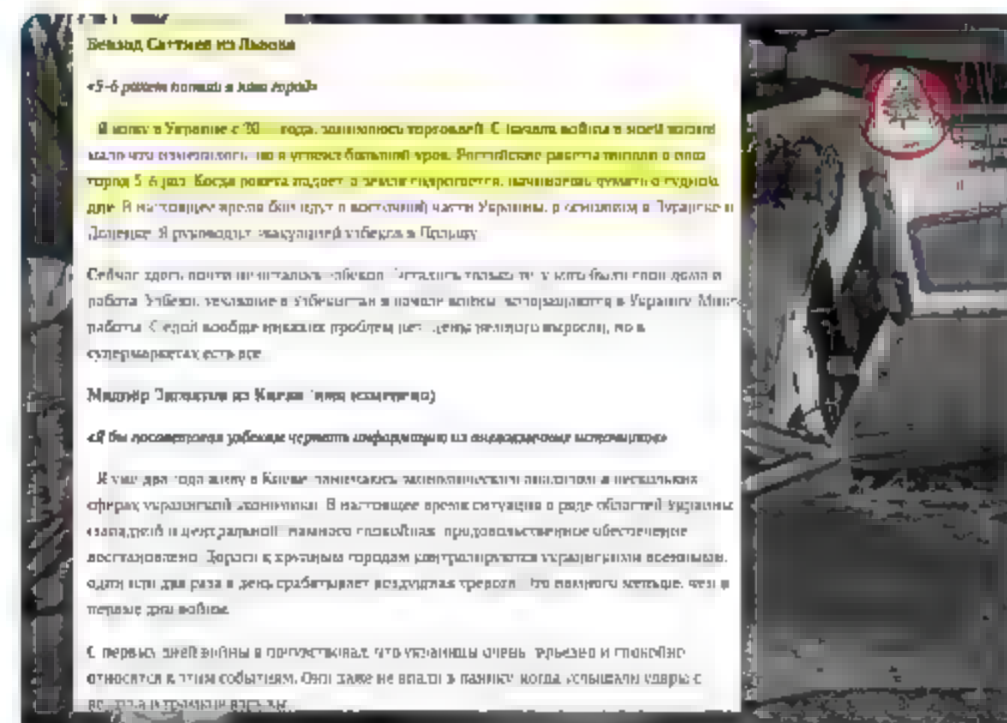 Бекзод Саттиев из Львова
«5-6 ракет попали в наш город»
Я живу в Украине с года, занимаюсь торговлей. С начала войны в моей жизни
мало что изменилось, но я усвоил большой урок. Российские ракеты попали в наш
город 5-6 раз. Когда ракета падает, а земля содрогается, начинаешь думать о судном
дне. В настоящее время бои идут в восточной части Украины, в основном в Луганске и
Донецке. Я руководил эвакуацией узбеков в Польшу.
Сейчас здесь почти не осталось узбеков. Остались только те, у кого были свои дома и
работа. Узбеки, уехавшие в Узбекистан в начале войны, возвращаются в Украину. Много
работы. С едой вообще никаких проблем нет, цены немного выросли, но в
супермаркетах есть все.
из Киева (имя изменено)
«Я бы посоветовал узбекам черпать информацию из источников»
Я уже два года живу в Киеве, занимаюсь экономическим анализом в нескольких
сферах украинской экономики. В настоящее время ситуация в ряде областей Украины
(западной и центральной) намного спокойная, продовольственное обеспечение
восстановлено. Дороги к крупным городам контролируются украинскими военными,
один или два раза в день срабатывает воздушная тревога. Это намного меньше, чем в
первые дни войны.
С первых дней войны я почувствовал, что украинцы очень серьезно и спокойно
относятся к этим событиям. Они даже не впали в панику, когда услышали удары с